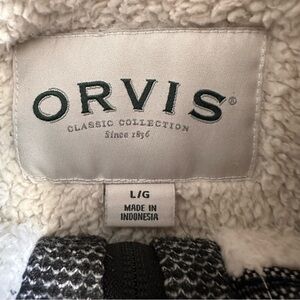 ORVIS®
CLASSIC COLLECTION
Since 1856
L/G
MADE IN
INDONESIA